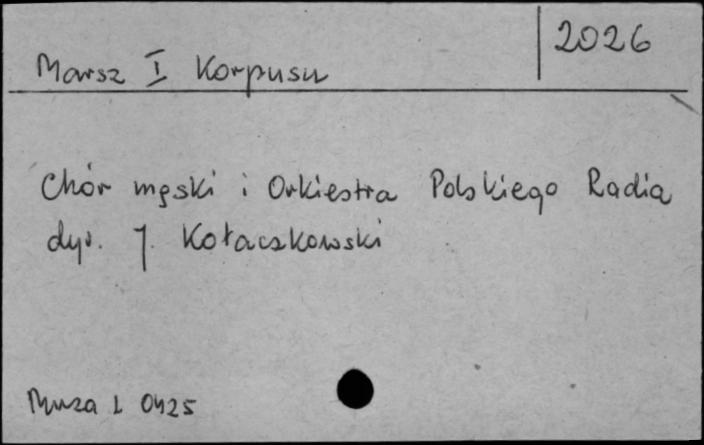 Marsz I Korpusu
2026
Chór męski i Orkiestra Polskiego Radia
dyr. J. Kołaczkowski
Muza L 0425